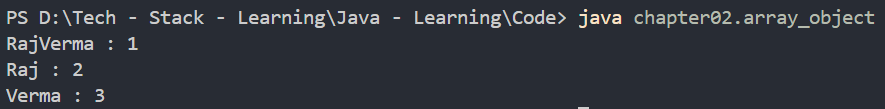 PS D:\Tech - Stack - Learning\Java - Learning\Code> java chapter02.array_object
RajVerma : 1
Raj : 2
Verma : 3